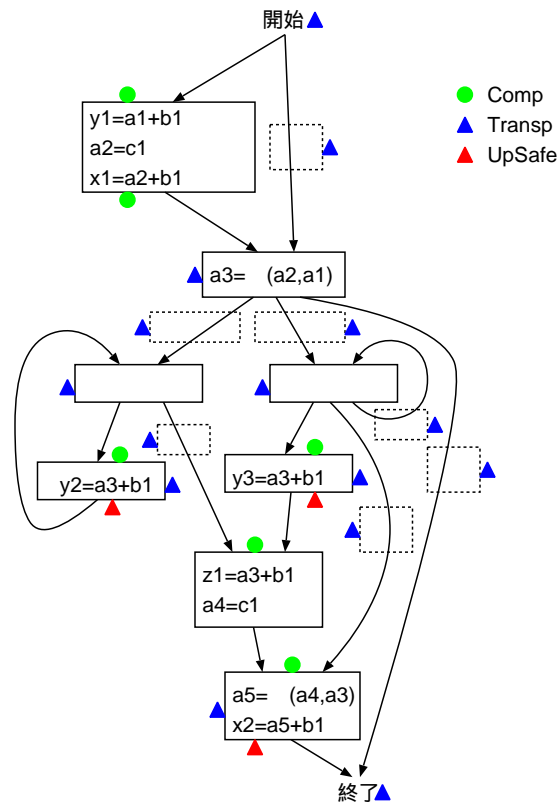 開始
Comp
Transp
UpSafe
y1=a1+b1
a2=c1
x1=a2+b1
a3= (a2,a1)
y2=a3+b1
y3=a3+b1
z1=a3+b1
a4=c1
a5= (a4,a3)
x2=a5+b1
終了